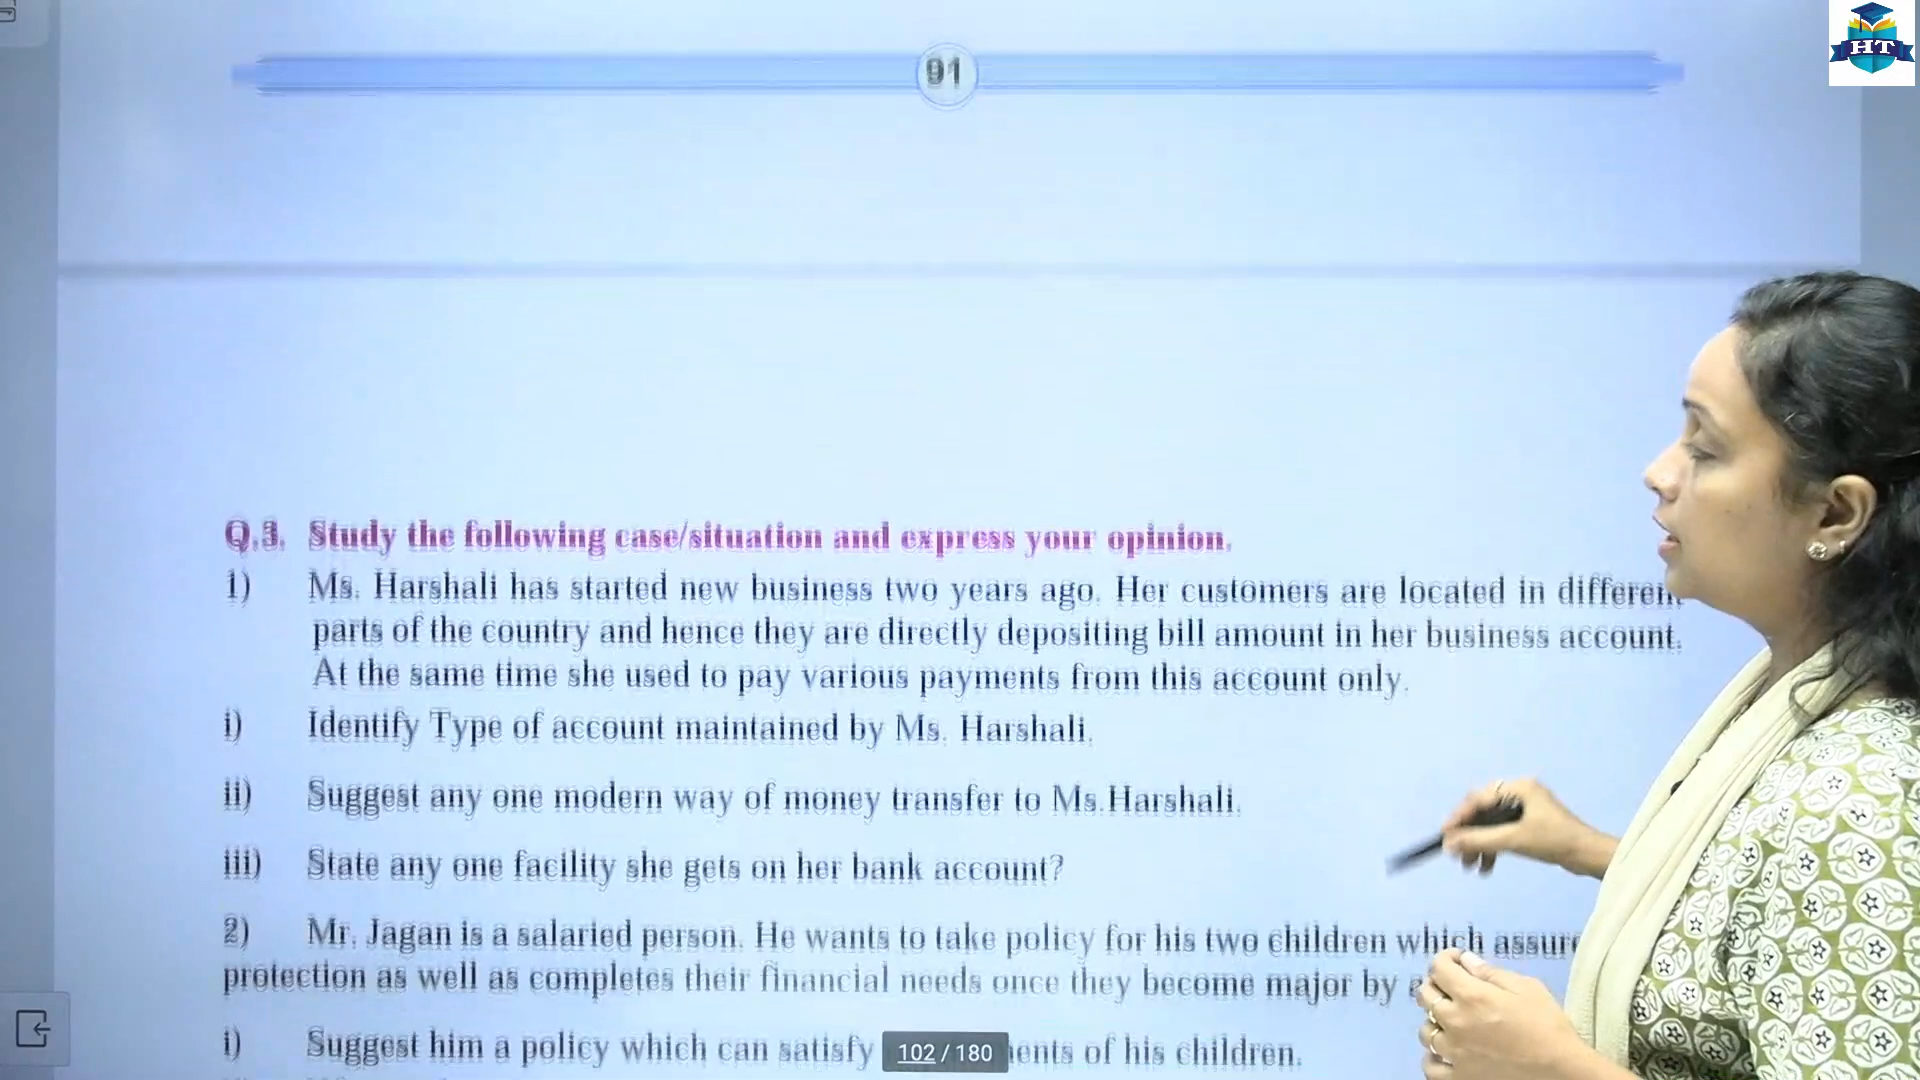 HT
91
Q.3. Study the following case/situation and express your opinion.
1) Ms. Harshali has started new business two years ago. Her customers are located in different
parts of the country and hence they are directly depositing bill amount in her business account.
At the same time she used to pay various payments from this account only.
i) Identify Type of account maintained by Ms. Harshali.
ii) Suggest any one modern way of money transfer to Ms.Harshali.
iii) State any one facility she gets on her bank account?
2) Mr. Jagan is a salaried person. He wants to take policy for his two children which assure
protection as well as completes their financial needs once they become major by
i) Suggest him a policy which can satisfy of his children.
102 / 180